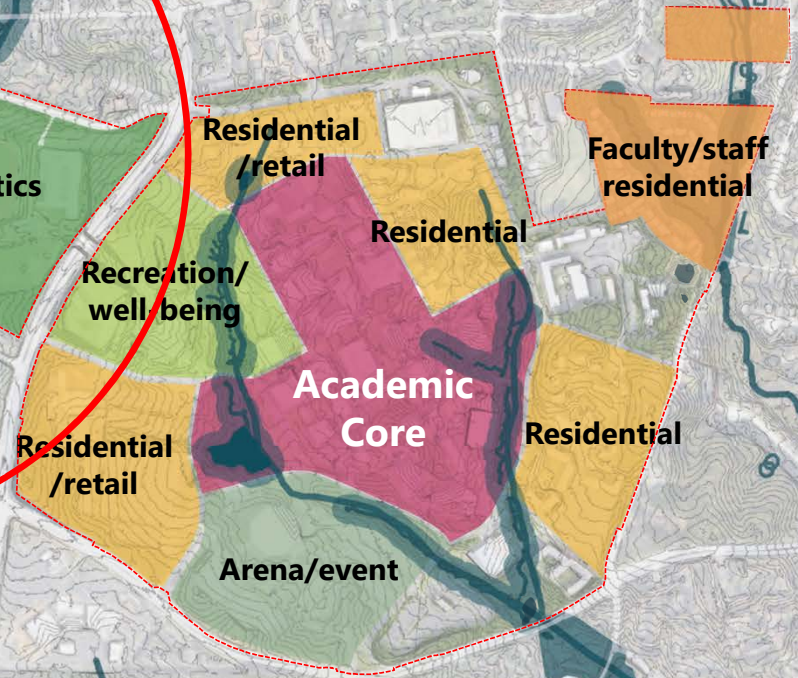 Residential
/retail
Faculty/staff
residential
tics
Residential
Recreation/
well-being
Academic
Core
Residential
/retail
Residential
Arena/event